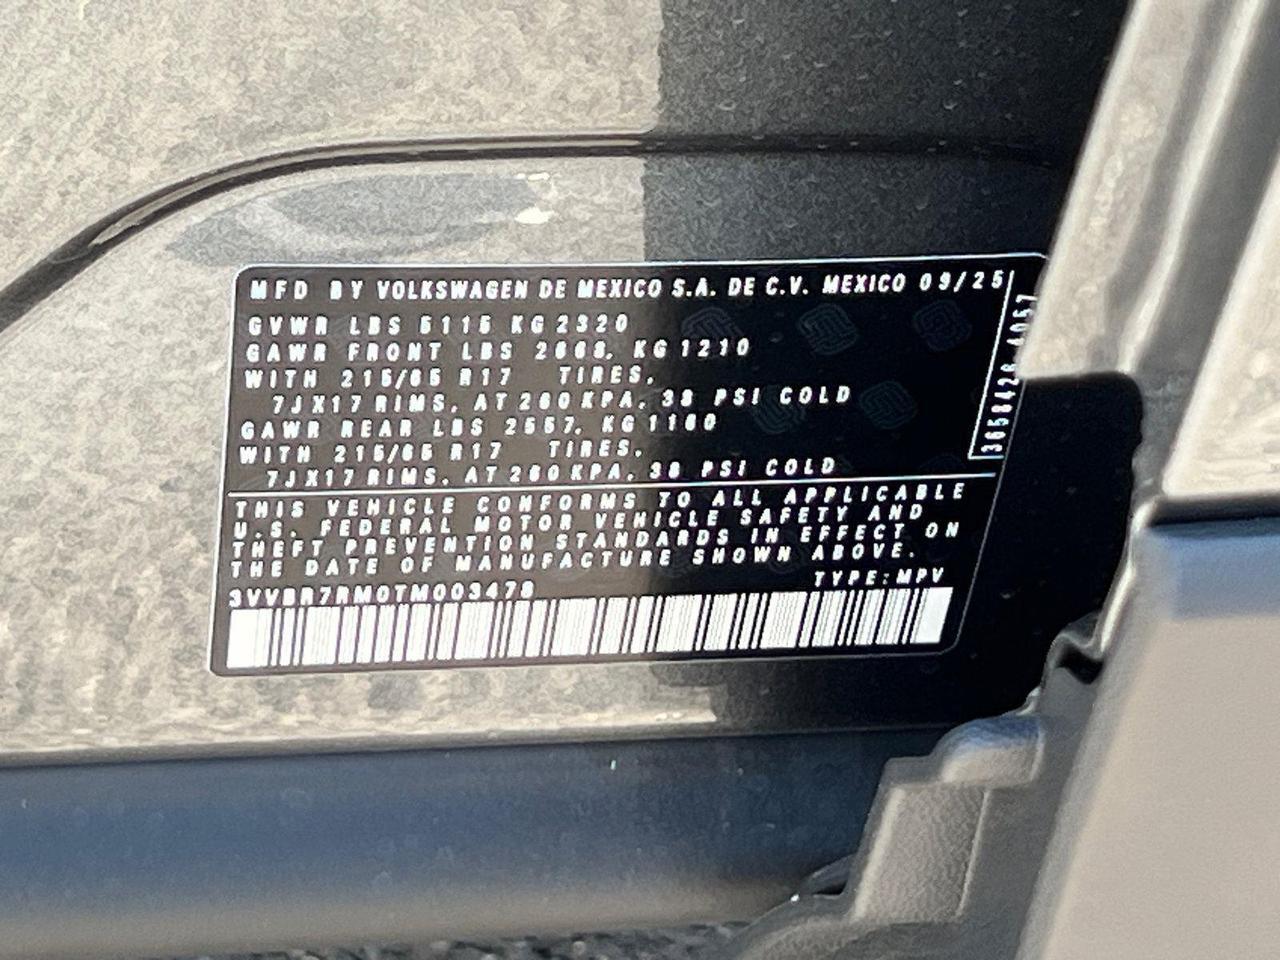 MFD BY VOLKSWAGEN DE MEXICO S.A. DE C.V. MEXICO 09/25
GVWR LBS 5115 KG 2320
GAWR FRONT LBS 2668, KG 1210
WITH 215/65 R17 TIRES,
7JX17 RIMS, AT 260 KPA, 38 PSI COLD
GAWR REAR LBS 2557, KG 1160
WITH 215/65 R17 TIRES,
7JX17 RIMS, AT 260 KPA, 38 PSI COLD
THIS VEHICLE CONFORMS TO ALL APPLICABLE
U.S. FEDERAL MOTOR VEHICLE SAFETY AND
THEFT PREVENTION STANDARDS IN EFFECT ON
THE DATE OF MANUFACTURE SHOWN ABOVE.
TYPE: MPV